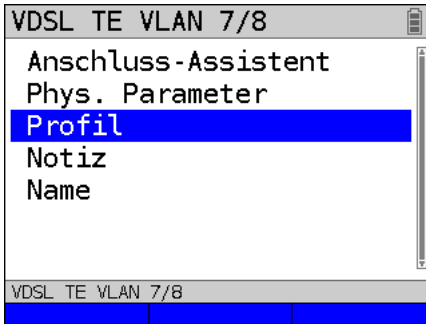 VDSL TE VLAN 7/8
Anschluss-Assistent
Phys. Parameter
Profil
Notiz
Name
VDSL TE VLAN 7/8